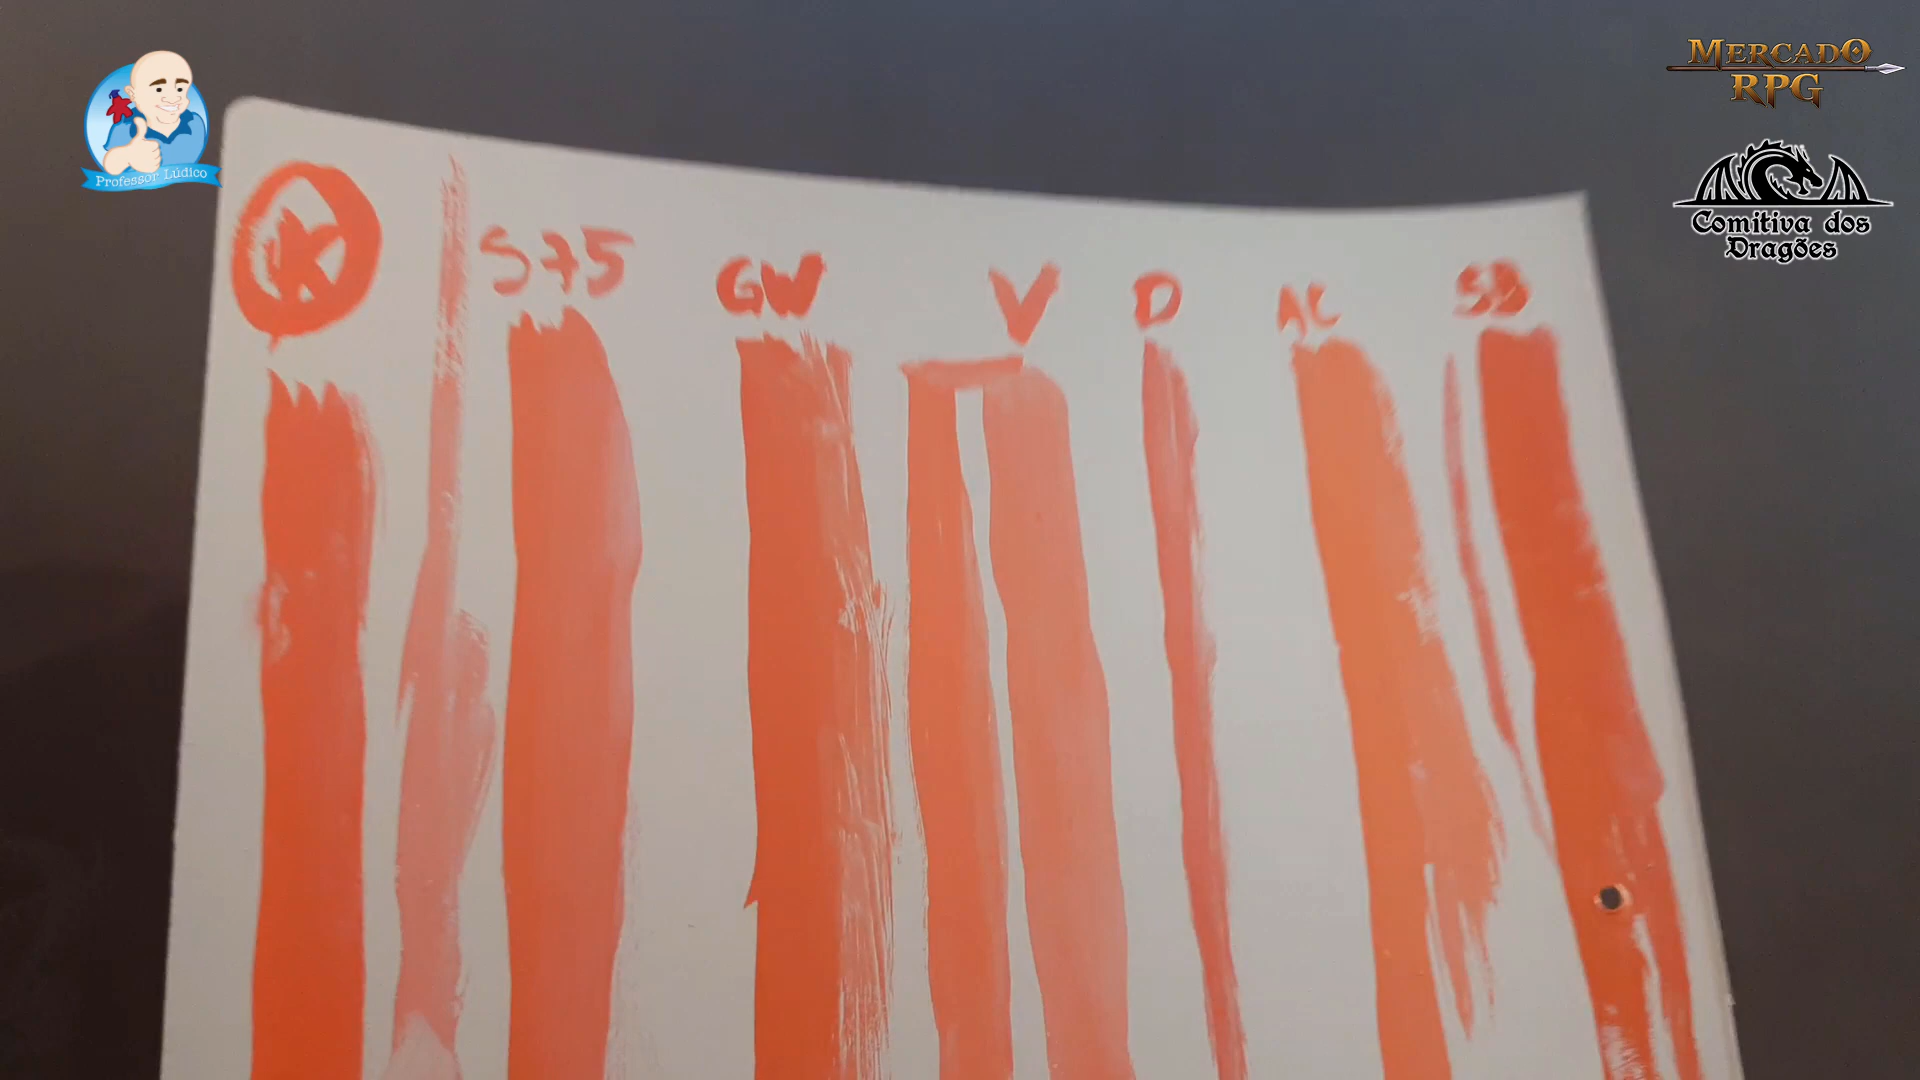 Professor Lúdico
MERCADO
RPG
Comitiva dos
Dragões
K
S75
GW
V
D
AC
SB